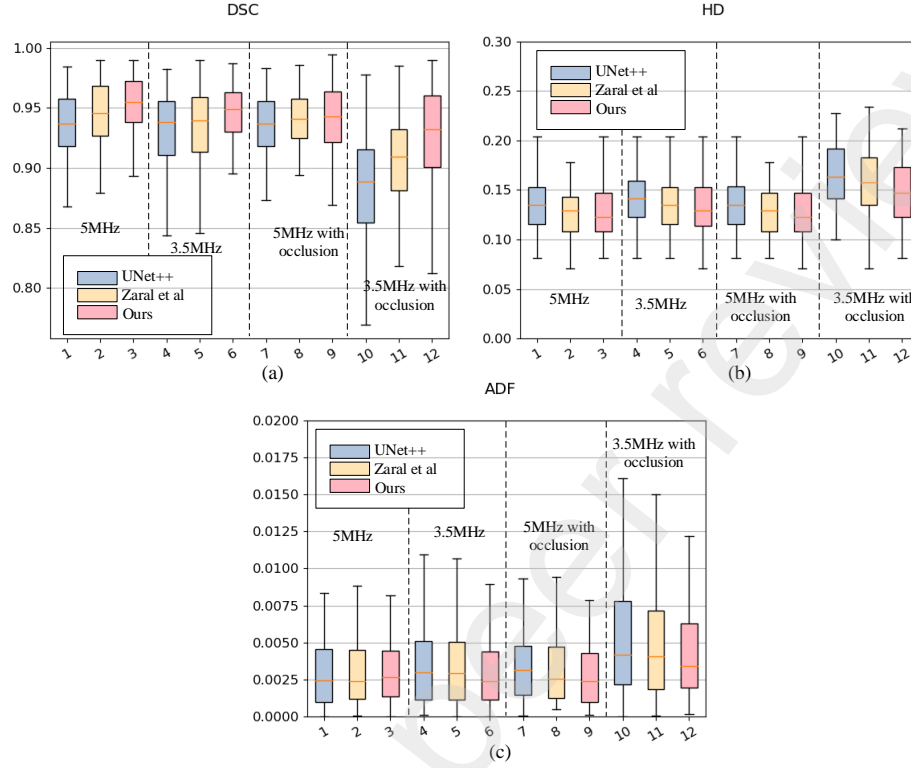 DSC
1.00
0.95
0.90
0.85
0.80
5MHz
3.5MHz
5MHz with
occlusion
3.5MHz with
occlusion
UNet++
Zaral et al
Ours
1 2 3 4 5 6 7 8 9 10 11 12
(a)
HD
0.30
0.25
0.20
0.15
0.10
0.05
0.00
UNet++
Zaral et al
Ours
5MHz
3.5MHz
5MHz with
occlusion
3.5MHz with
occlusion
1 2 3 4 5 6 7 8 9 10 11 12
(b)
ADF
0.0200
0.0175
0.0150
0.0125
0.0100
0.0075
0.0050
0.0025
0.0000
UNet++
Zaral et al
Ours
5MHz
3.5MHz
5MHz with
occlusion
3.5MHz with
occlusion
1 2 3 4 5 6 7 8 9 10 11 12
(c)
peer review